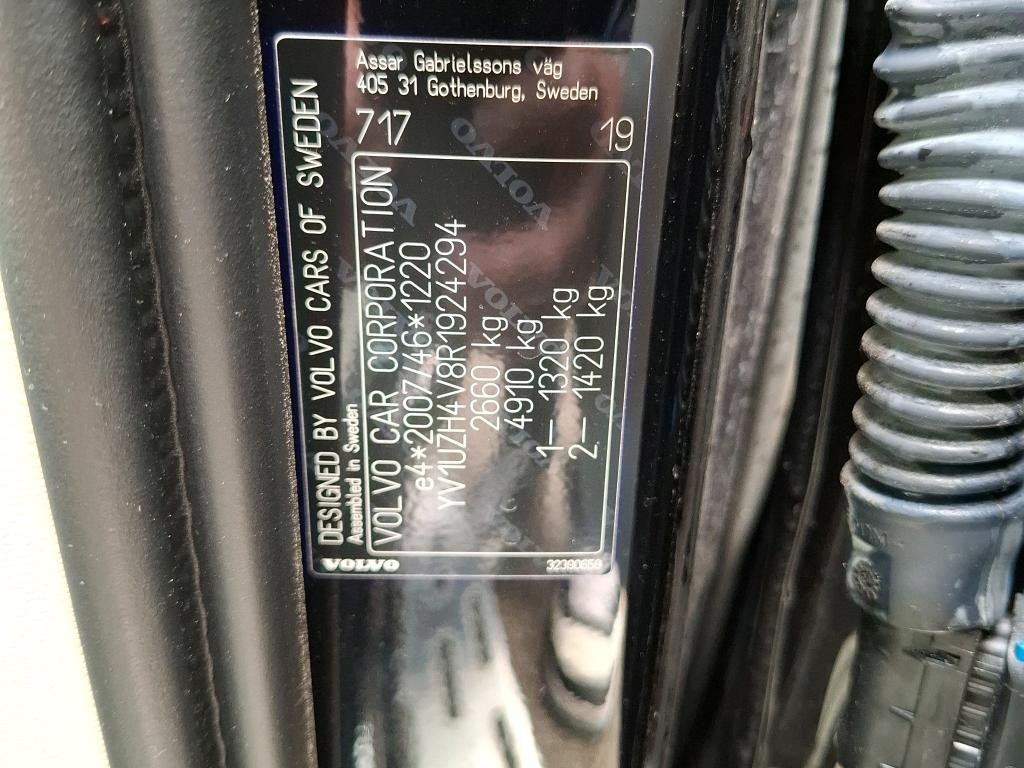 Assar Gabrielssons väg
405 31 Gothenburg, Sweden
717 19
DESIGNED BY VOLVO CARS OF SWEDEN
Assembled in Sweden
VOLVO CAR CORPORATION
e4*2007/46*1220
YV1UZH4V8R1924294
2660 kg
4910 kg
1– 1320 kg
2– 1420 kg
VOLVO
32390659